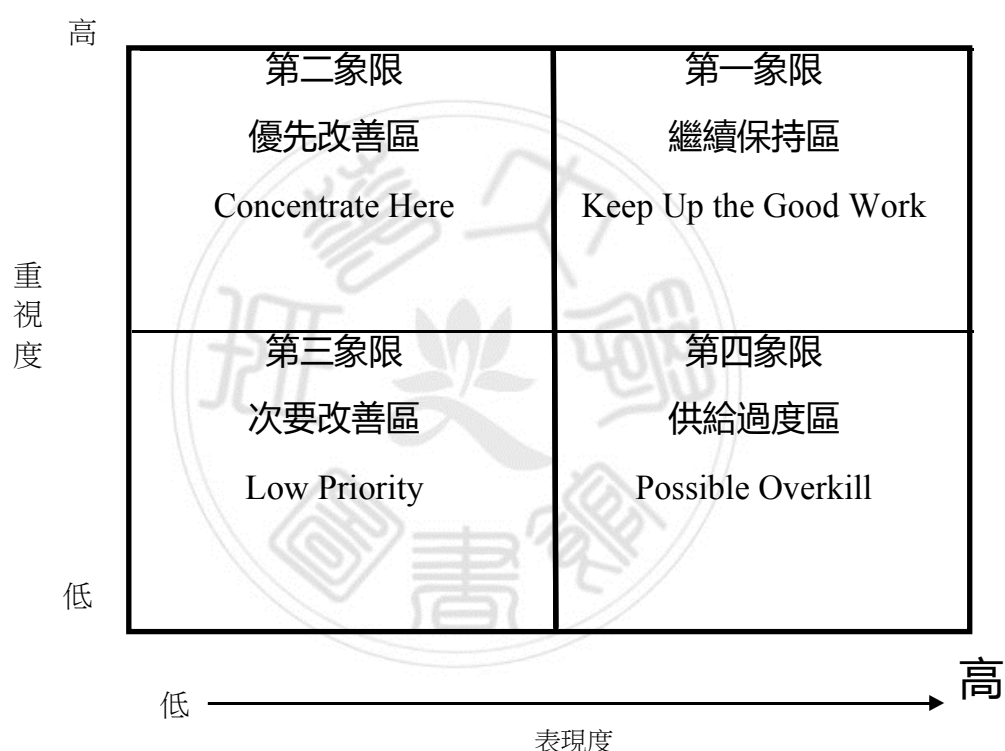 高
第二象限
優先改善區
Concentrate Here
第一象限
繼續保持區
Keep Up the Good Work
重
視
度
第三象限
次要改善區
Low Priority
第四象限
供給過度區
Possible Overkill
低
低
高
表現度